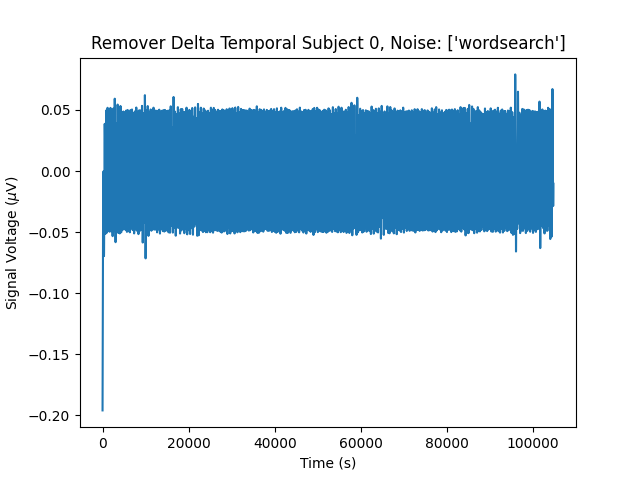 Remover Delta Temporal Subject 0, Noise: ['wordsearch']
0.05
0.00
−0.05
−0.10
−0.15
−0.20
Signal Voltage (μV)
0 20000 40000 60000 80000 100000
Time (s)